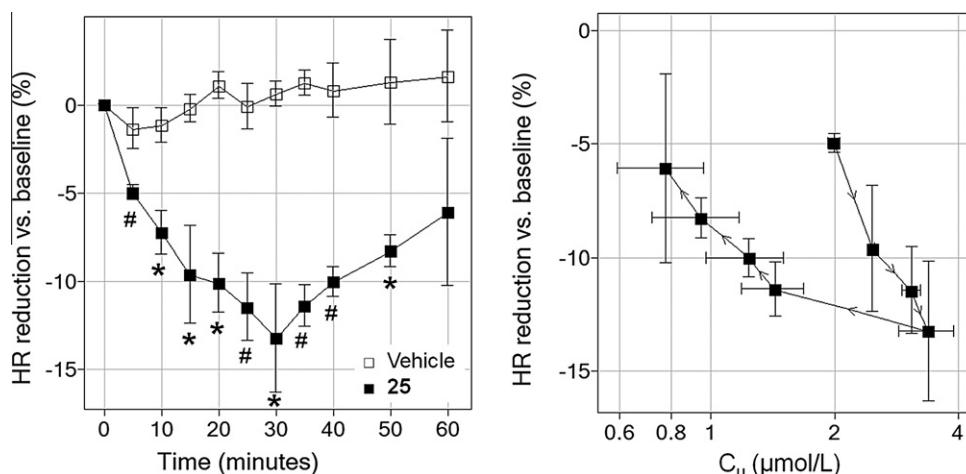 HR reduction vs. baseline (%)
0
-5
-10
-15
# * * * # * # # *
Vehicle
25
0 10 20 30 40 50 60
Time (minutes)
HR reduction vs. baseline (%)
0
-5
-10
-15
0.6 0.8 1 2 4
Cᵤ (µmol/L)